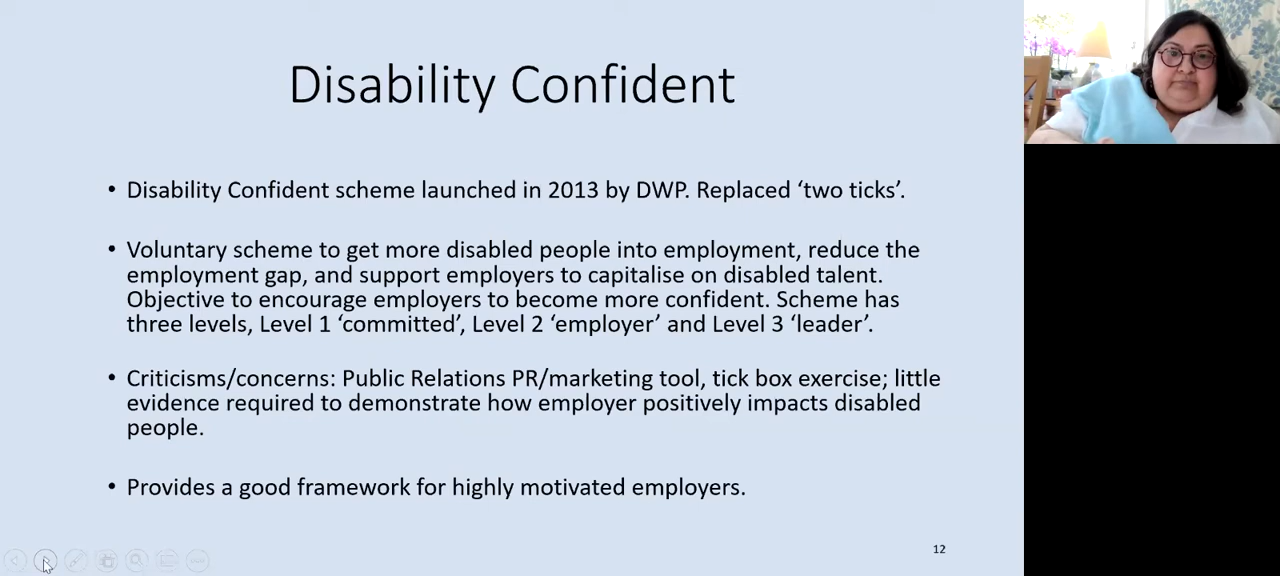 Disability Confident
• Disability Confident scheme launched in 2013 by DWP. Replaced ‘two ticks’.
• Voluntary scheme to get more disabled people into employment, reduce the
employment gap, and support employers to capitalise on disabled talent.
Objective to encourage employers to become more confident. Scheme has
three levels, Level 1 ‘committed’, Level 2 ‘employer’ and Level 3 ‘leader’.
• Criticisms/concerns: Public Relations PR/marketing tool, tick box exercise; little
evidence required to demonstrate how employer positively impacts disabled
people.
• Provides a good framework for highly motivated employers.
12